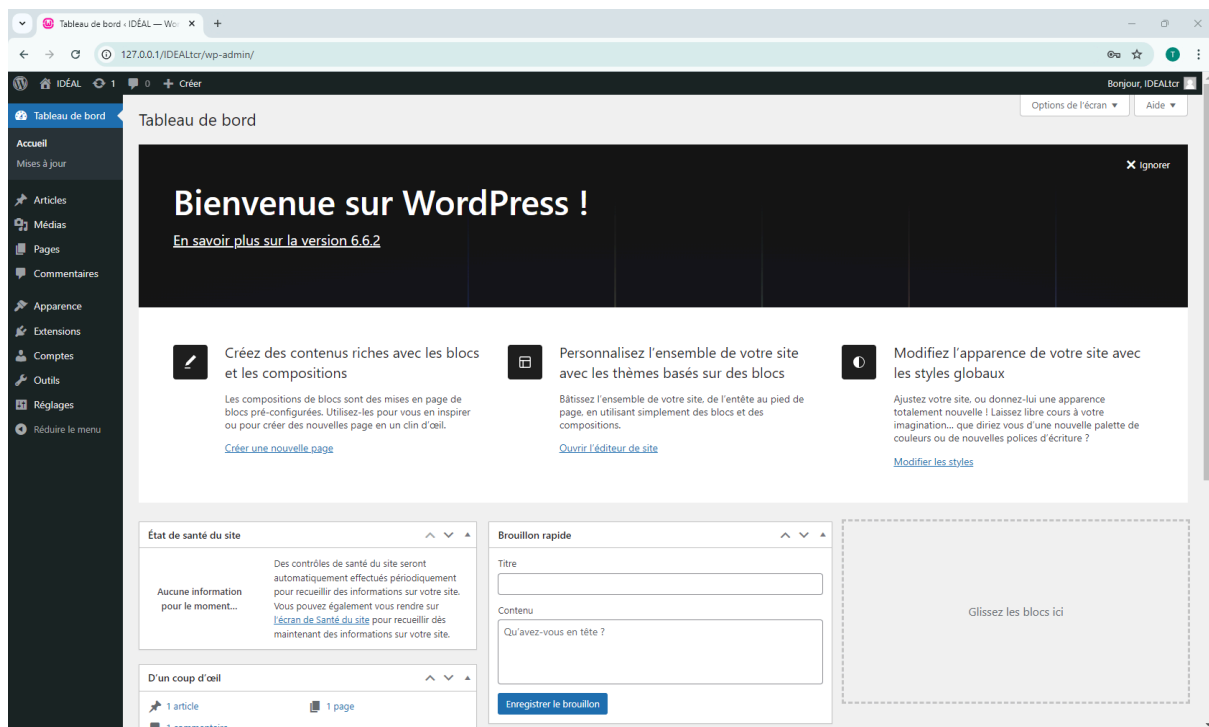 Tableau de bord ‹ IDÉAL — Wor
127.0.0.1/IDEALtcr/wp-admin/
T
IDÉAL 1 0 Créer
Bonjour, IDEALtcr
Options de l'écran ▼
Aide ▼
Tableau de bord
Accueil
Mises à jour
Articles
Médias
Pages
Commentaires
Apparence
Extensions
Comptes
Outils
Réglages
Réduire le menu
Tableau de bord
Ignorer
Bienvenue sur WordPress !
En savoir plus sur la version 6.6.2
Créez des contenus riches avec les blocs
et les compositions
Les compositions de blocs sont des mises en page de
blocs pré-configurées. Utilisez-les pour vous en inspirer
ou pour créer des nouvelles page en un clin d'œil.
Créer une nouvelle page
Personnalisez l'ensemble de votre site
avec les thèmes basés sur des blocs
Bâtissez l'ensemble de votre site, de l'entête au pied de
page, en utilisant simplement des blocs et des
compositions.
Ouvrir l'éditeur de site
Modifiez l'apparence de votre site avec
les styles globaux
Ajustez votre site, ou donnez-lui une apparence
totalement nouvelle ! Laissez libre cours à votre
imagination... que diriez vous d'une nouvelle palette de
couleurs ou de nouvelles polices d'écriture ?
Modifier les styles
État de santé du site
Aucune information
pour le moment...
Des contrôles de santé du site seront
automatiquement effectués périodiquement
pour recueillir des informations sur votre site.
Vous pouvez également vous rendre sur
l'écran de Santé du site pour recueillir dès
maintenant des informations sur votre site.
D'un coup d'œil
1 article
1 page
1 commentaire
Brouillon rapide
Titre
Contenu
Qu'avez-vous en tête ?
Enregistrer le brouillon
Glissez les blocs ici